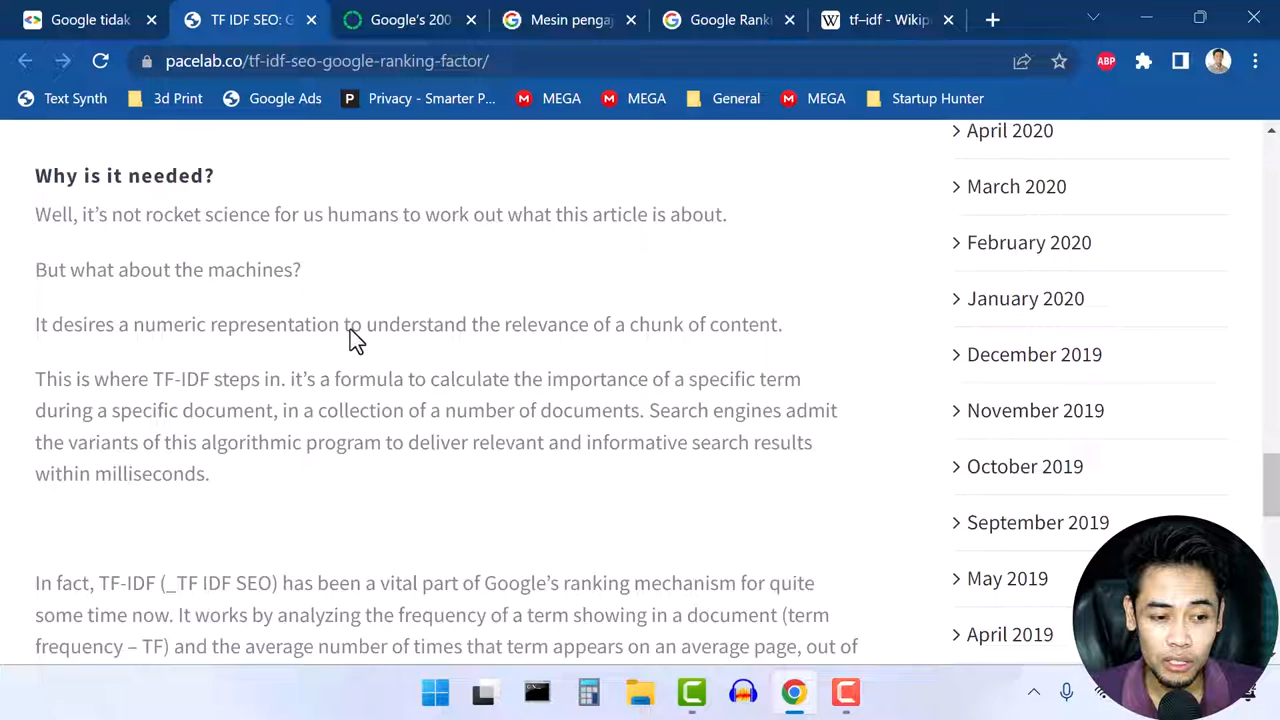 Google tidak
TF IDF SEO: G
Google's 200
Mesin pengaj
Google Rank
tf–idf - Wikip
pacelab.co/tf-idf-seo-google-ranking-factor/
ABP
Text Synth
3d Print
Google Ads
P
Privacy - Smarter P...
MEGA
MEGA
General
MEGA
Startup Hunter
Why is it needed?
Well, it's not rocket science for us humans to work out what this article is about.
But what about the machines?
It desires a numeric representation to understand the relevance of a chunk of content.
This is where TF-IDF steps in. it's a formula to calculate the importance of a specific term
during a specific document, in a collection of a number of documents. Search engines admit
the variants of this algorithmic program to deliver relevant and informative search results
within milliseconds.
In fact, TF-IDF (_TF IDF SEO) has been a vital part of Google's ranking mechanism for quite
some time now. It works by analyzing the frequency of a term showing in a document (term
frequency – TF) and the average number of times that term appears on an average page, out of
April 2020
March 2020
February 2020
January 2020
December 2019
November 2019
October 2019
September 2019
May 2019
April 2019